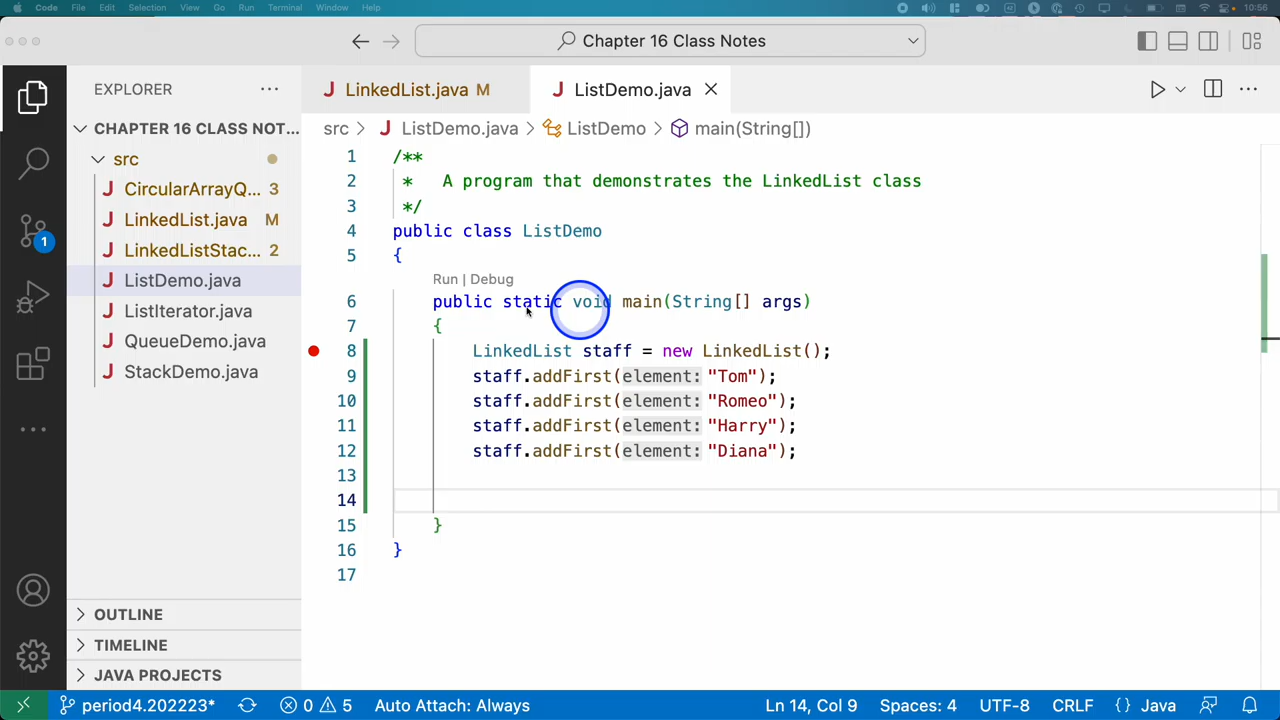 Code File Edit Selection View Go Run Terminal Window Help 10:56
Chapter 16 Class Notes
EXPLORER
LinkedList.java M
ListDemo.java
CHAPTER 16 CLASS NOT...
src > ListDemo.java > ListDemo > main(String[])
src
CircularArrayQ... 3
LinkedList.java M
LinkedListStac... 2
ListDemo.java
ListIterator.java
QueueDemo.java
StackDemo.java
1
1 /**
2 * A program that demonstrates the LinkedList class
3 */
4 public class ListDemo
5 {
Run | Debug
6 public static void main(String[] args)
7 {
8 LinkedList staff = new LinkedList();
9 staff.addFirst(element: "Tom");
10 staff.addFirst(element: "Romeo");
11 staff.addFirst(element: "Harry");
12 staff.addFirst(element: "Diana");
13
14
15 }
16 }
17
OUTLINE
TIMELINE
JAVA PROJECTS
period4.202223* 0 5 Auto Attach: Always Ln 14, Col 9 Spaces: 4 UTF-8 CRLF {} Java